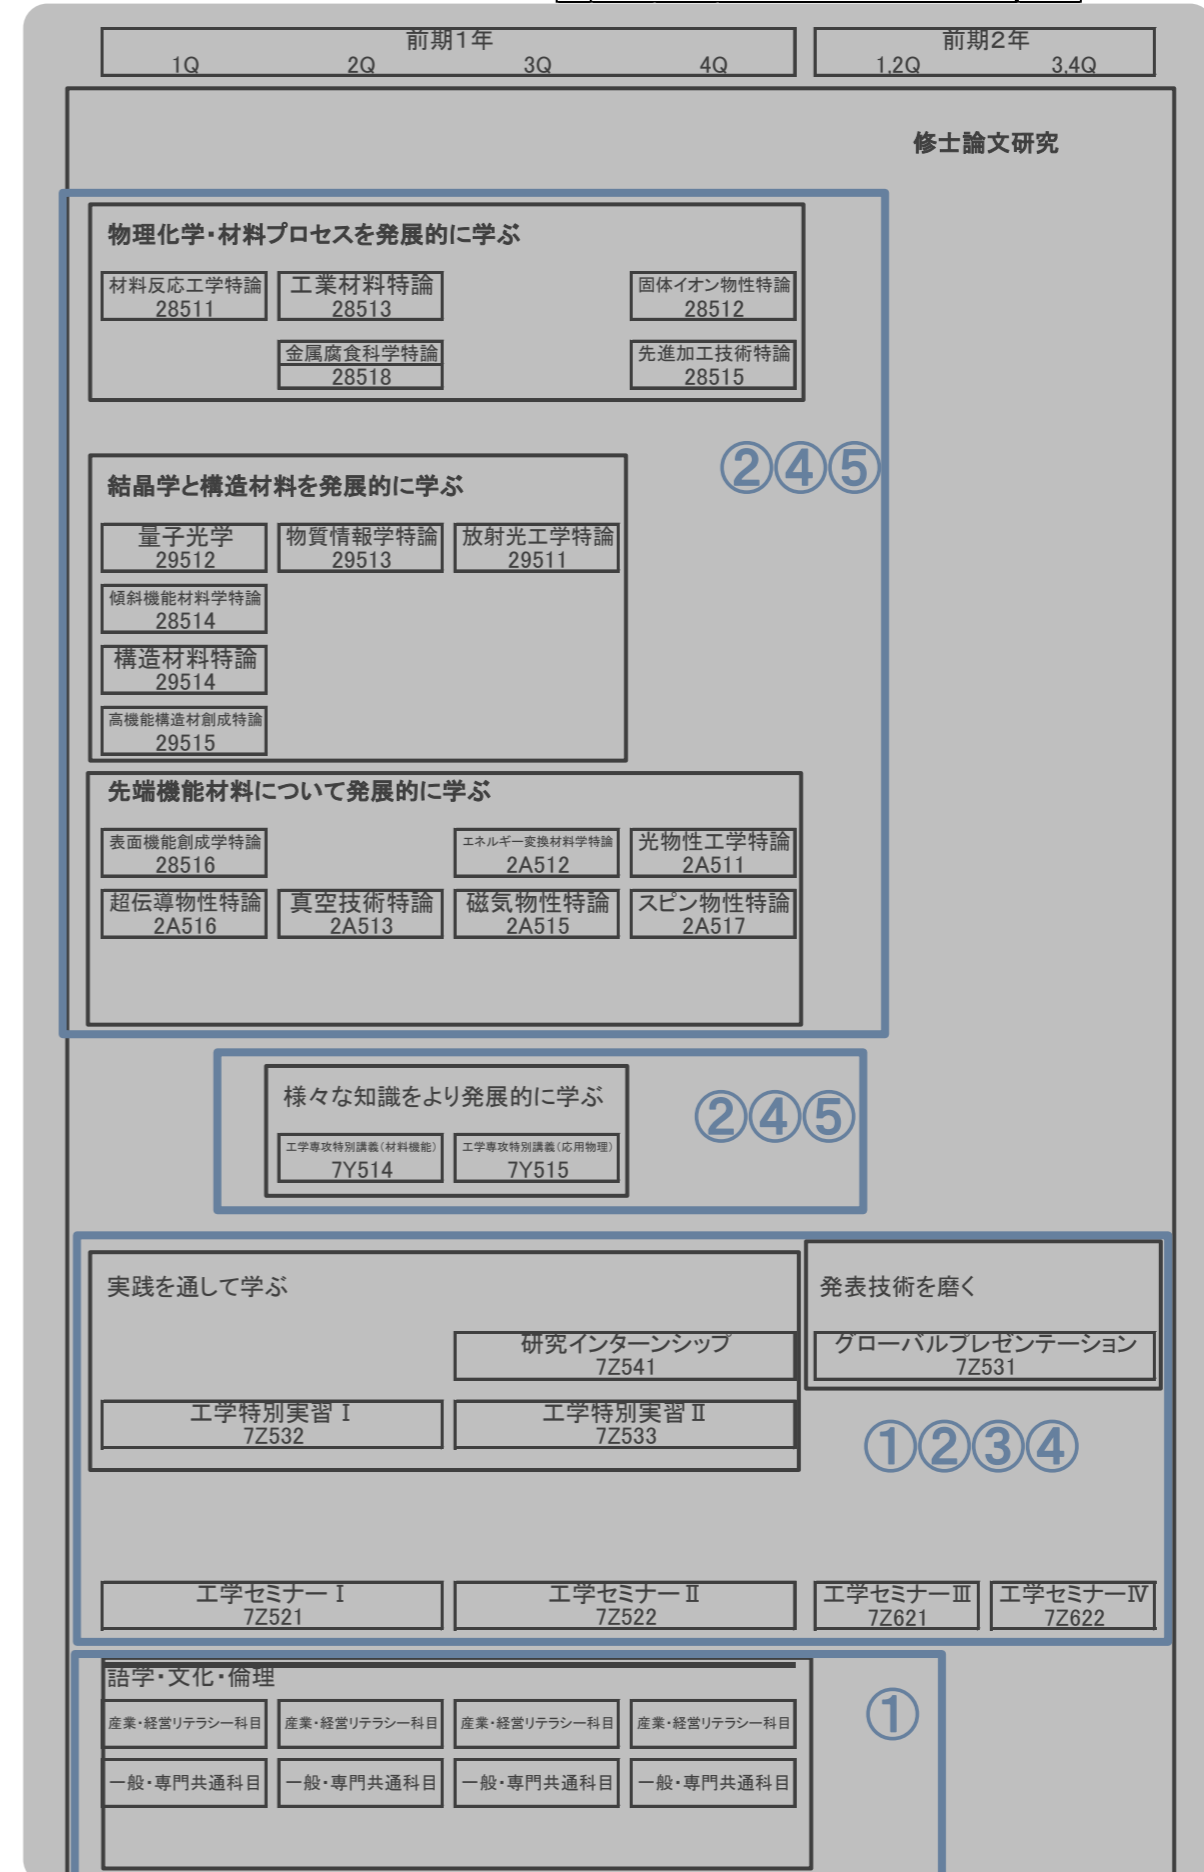 前期1年
1Q 2Q 3Q 4Q
前期2年
1,2Q 3,4Q
修士論文研究
物理化学・材料プロセスを発展的に学ぶ
材料反応工学特論
28511
工業材料特論
28513
固体イオン物性特論
28512
金属腐食科学特論
28518
先進加工技術特論
28515
②④⑤
結晶学と構造材料を発展的に学ぶ
量子光学
29512
物質情報学特論
29513
放射光工学特論
29511
傾斜機能材料学特論
28514
構造材料特論
29514
高機能構造材創成特論
29515
先端機能材料について発展的に学ぶ
表面機能創成学特論
28516
エネルギー変換材料学特論
2A512
光物性工学特論
2A511
超伝導物性特論
2A516
真空技術特論
2A513
磁気物性特論
2A515
スピン物性特論
2A517
様々な知識をより発展的に学ぶ
②④⑤
工学専攻特別講義(材料機能)
7Y514
工学専攻特別講義(応用物理)
7Y515
実践を通して学ぶ
発表技術を磨く
研究インターンシップ
7Z541
グローバルプレゼンテーション
7Z531
工学特別実習Ⅰ
7Z532
工学特別実習Ⅱ
7Z533
①②③④
工学セミナーⅠ
7Z521
工学セミナーⅡ
7Z522
工学セミナーⅢ
7Z621
工学セミナーⅣ
7Z622
語学・文化・倫理
①
産業・経営リテラシー科目
産業・経営リテラシー科目
産業・経営リテラシー科目
産業・経営リテラシー科目
一般・専門共通科目
一般・専門共通科目
一般・専門共通科目
一般・専門共通科目